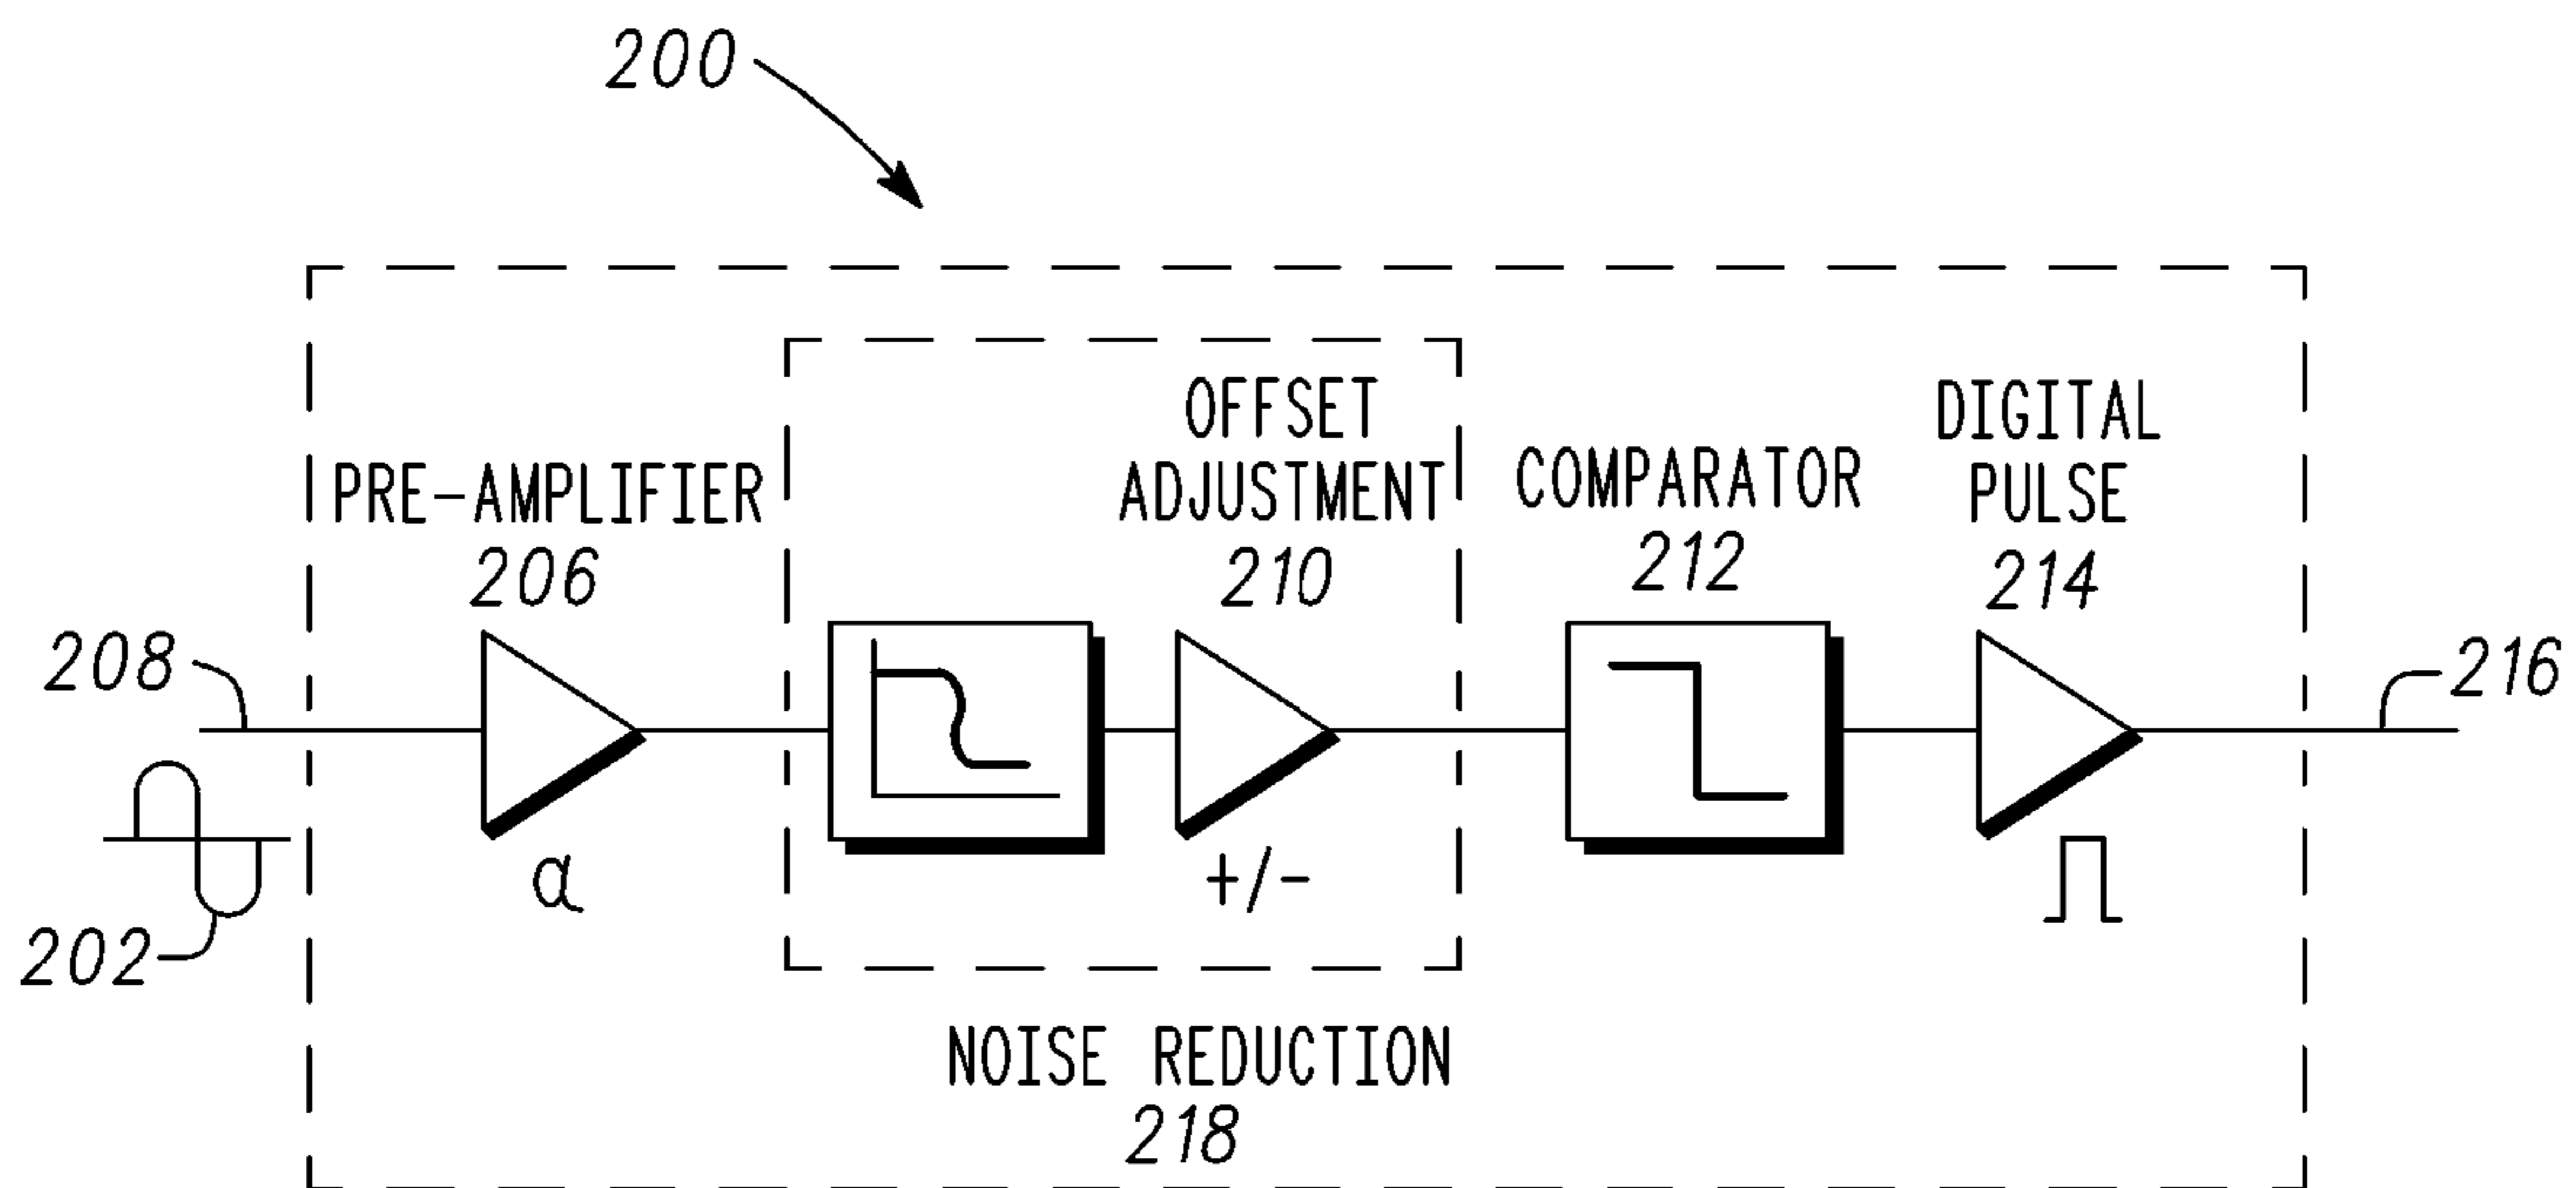 200
OFFSET
ADJUSTMENT
210
DIGITAL
PULSE
214
PRE-AMPLIFIER
206
COMPARATOR
212
208
216
α
+/-
202
NOISE REDUCTION
218